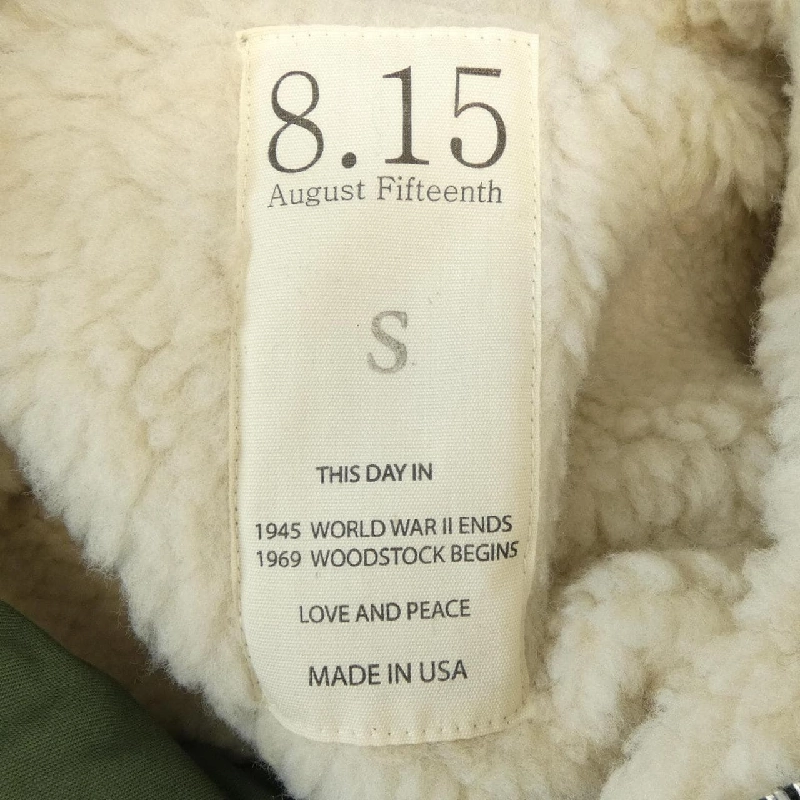 8.15
August Fifteenth
S
THIS DAY IN
1945 WORLD WAR II ENDS
1969 WOODSTOCK BEGINS
LOVE AND PEACE
MADE IN USA